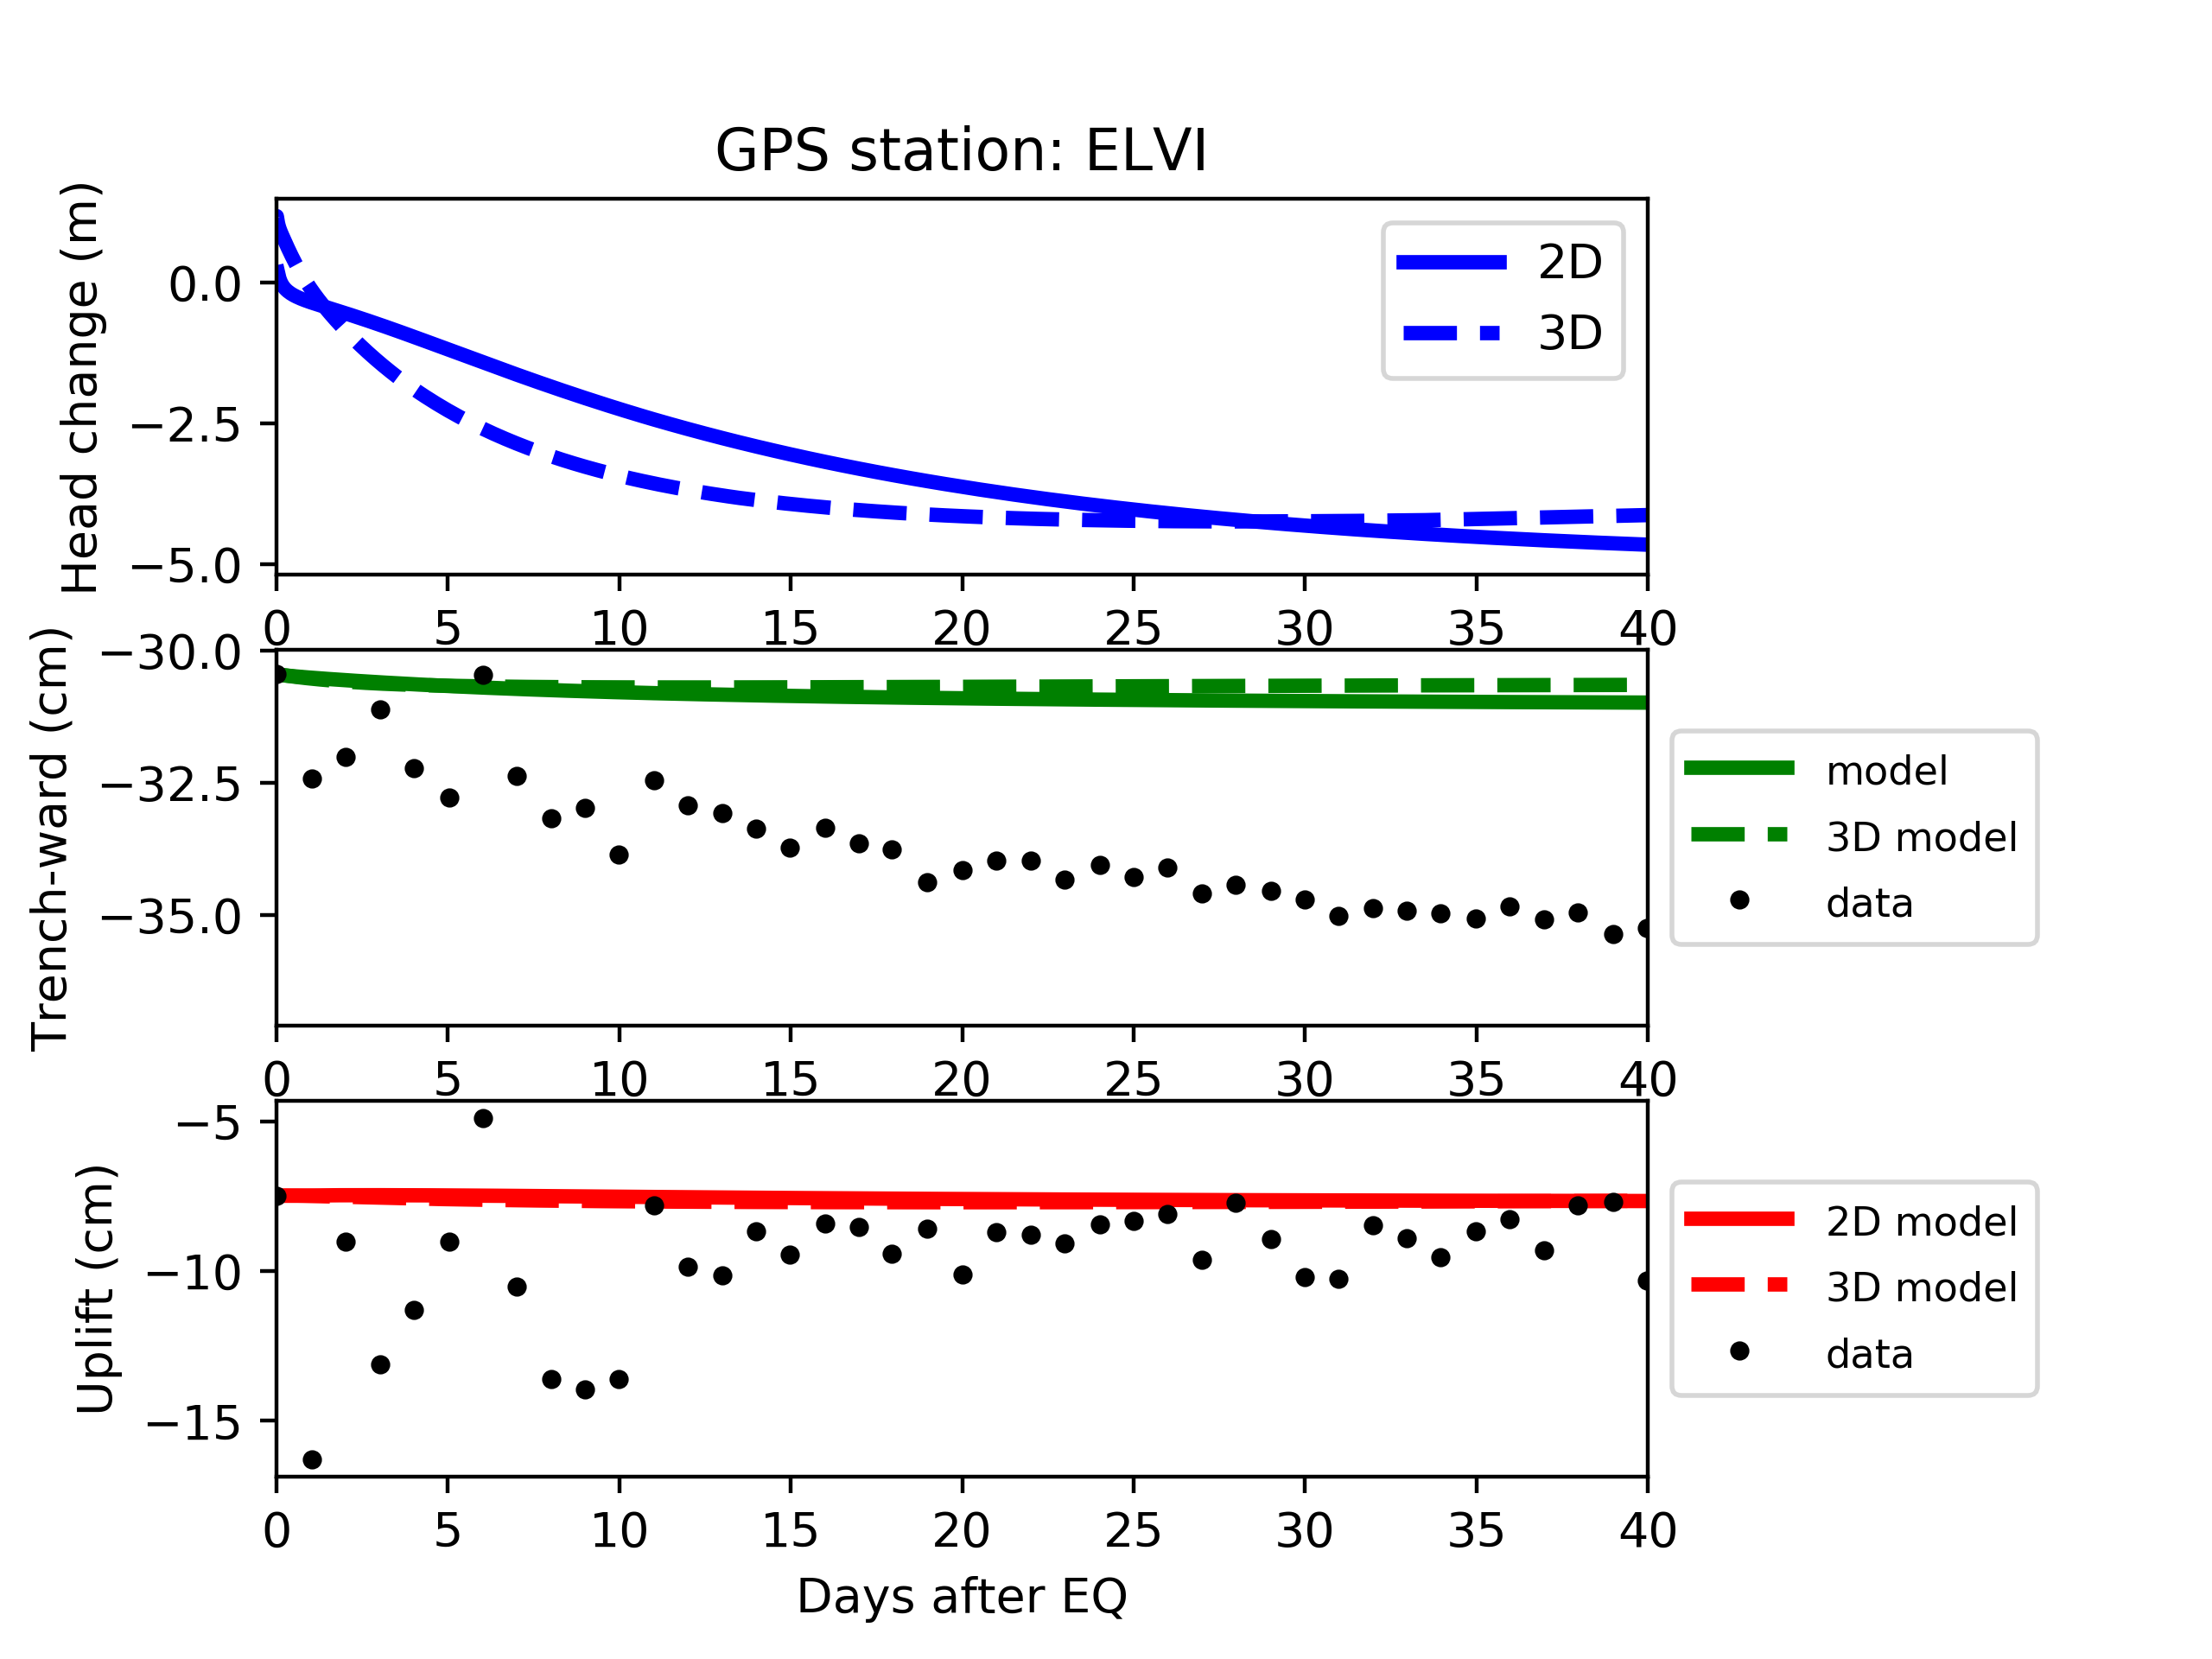 GPS station: ELVI
Head change (m)
0.0
−2.5
−5.0
2D
3D
0 5 10 15 20 25 30 35 40
Trench-ward (cm)
−30.0
−32.5
−35.0
model
3D model
data
0 5 10 15 20 25 30 35 40
Uplift (cm)
−5
−10
−15
2D model
3D model
data
0 5 10 15 20 25 30 35 40
Days after EQ